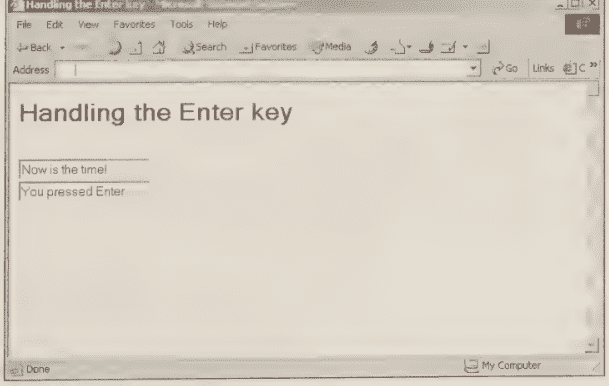 Handling the Enter key
File Edit View Favorites Tools Help
Back Search Favorites Media
Address Go Links C »
Handling the Enter key
Now is the time!
You pressed Enter
Done My Computer